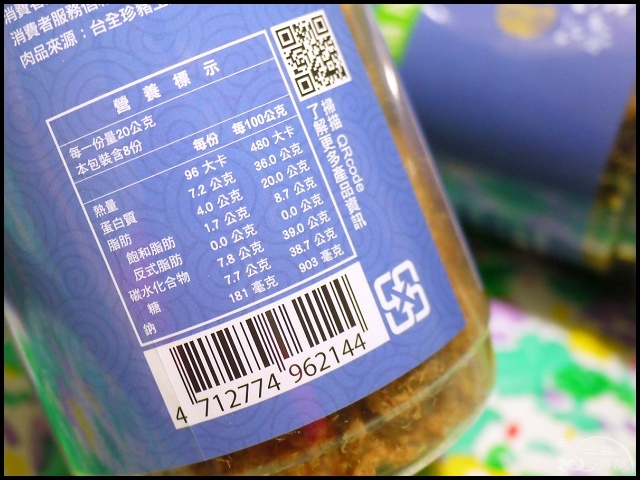 消費者服務信
肉品來源：台全珍豬
營養標示
每一份量20公克
本包裝含8份
每份 每100公克
熱量 96 大卡 480 大卡
蛋白質 7.2 公克 36.0 公克
脂肪 4.0 公克 20.0 公克
飽和脂肪 1.7 公克 8.7 公克
反式脂肪 0.0 公克 0.0 公克
碳水化合物 7.8 公克 39.0 公克
糖 7.7 公克 38.7 公克
鈉 181 毫克 903 毫克
掃描 QRcode
了解更多產品資訊
4 712774 962144